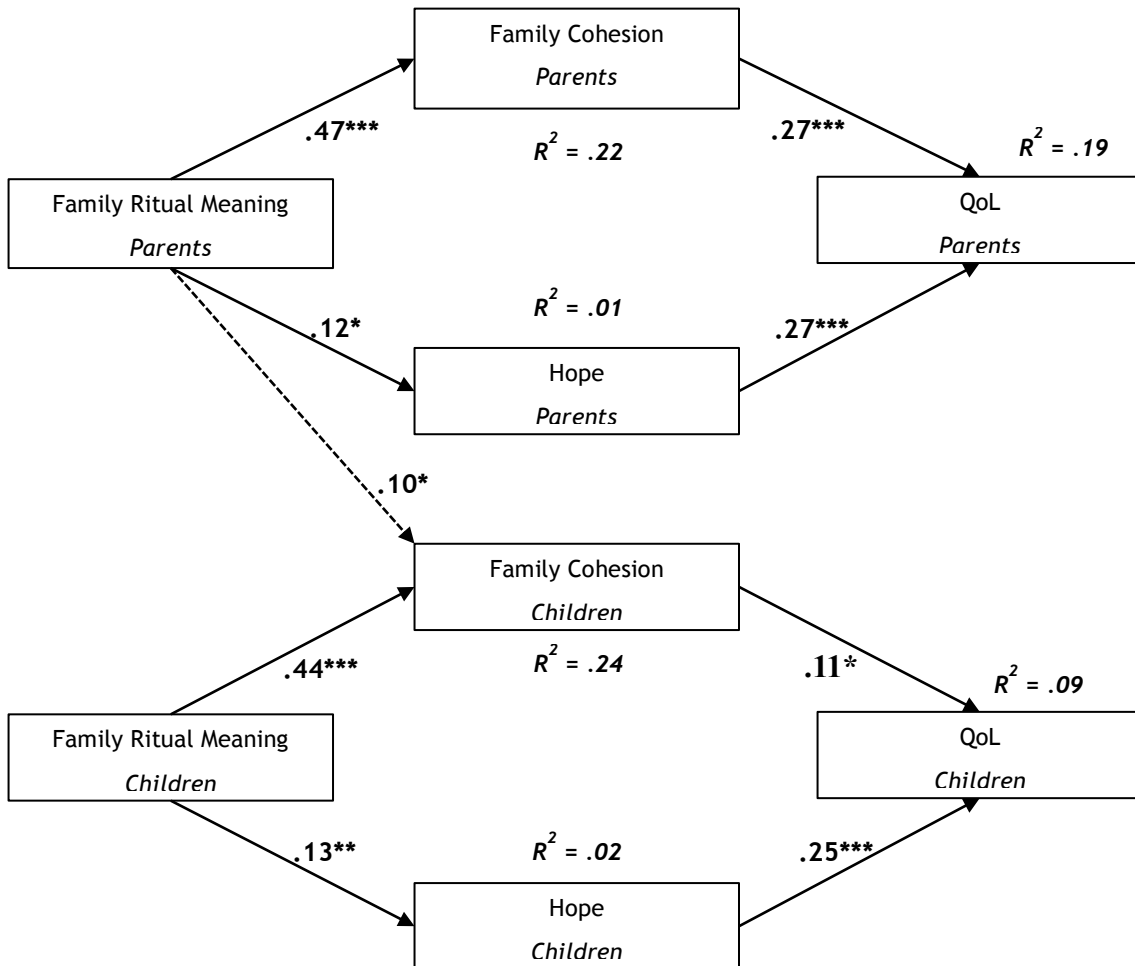 Family Cohesion
Parents
.47***
.27***
R² = .22
R² = .19
Family Ritual Meaning
Parents
QoL
Parents
R² = .01
.12*
.27***
Hope
Parents
.10*
Family Cohesion
Children
.44***
R² = .24
.11*
R² = .09
Family Ritual Meaning
Children
QoL
Children
.13**
R² = .02
.25***
Hope
Children